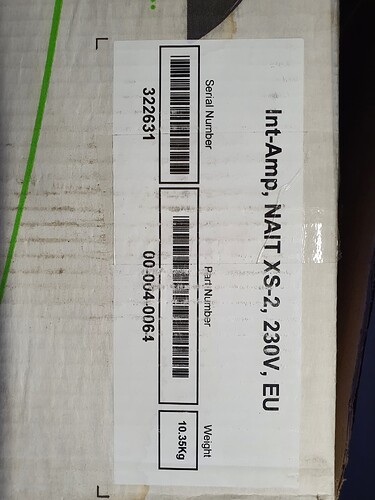 Int-Amp, NAIT XS-2, 230V, EU
Serial Number
322631
Part Number
00-004-0064
Weight
10.35Kg